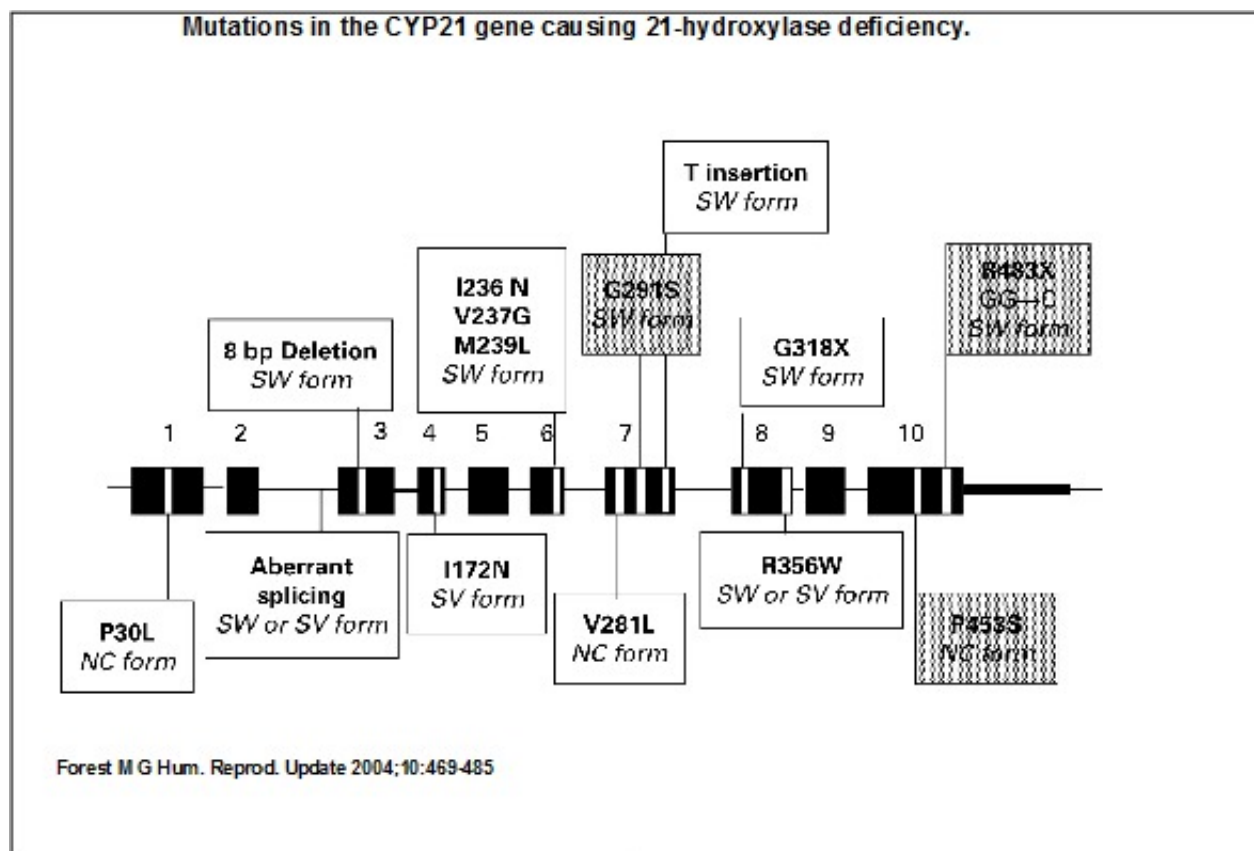 Mutations in the CYP21 gene causing 21-hydroxylase deficiency.
T insertion
SW form
I236 N
V237G
M239L
SW form
G291S
SW form
R483X
GG→C
SW form
8 bp Deletion
SW form
G318X
SW form
1 2 3 4 5 6 7 8 9 10
Aberrant
splicing
SW or SV form
I172N
SV form
R356W
SW or SV form
P30L
NC form
V281L
NC form
P453S
NC form
Forest M G Hum. Reprod. Update 2004;10:469-485